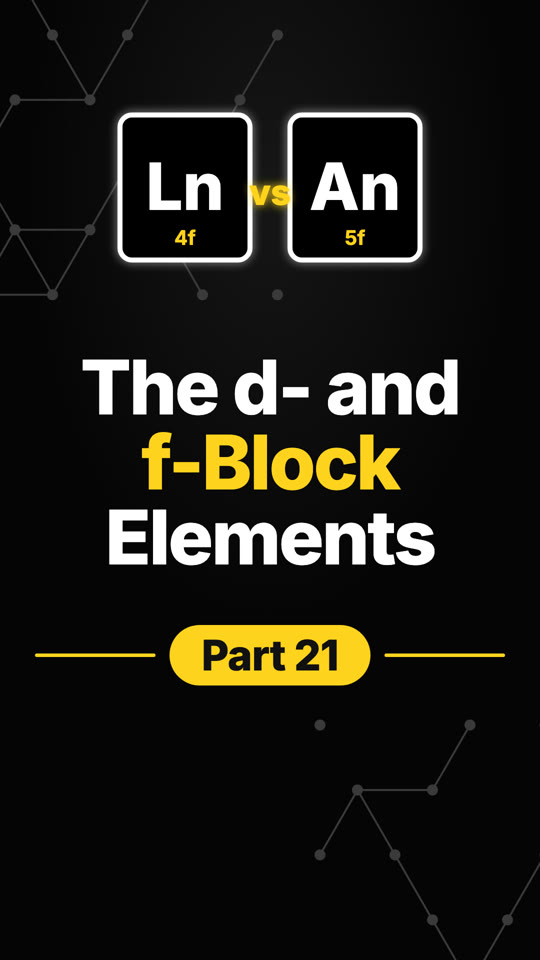 Ln vs An
4f 5f
The d- and
f-Block
Elements
Part 21